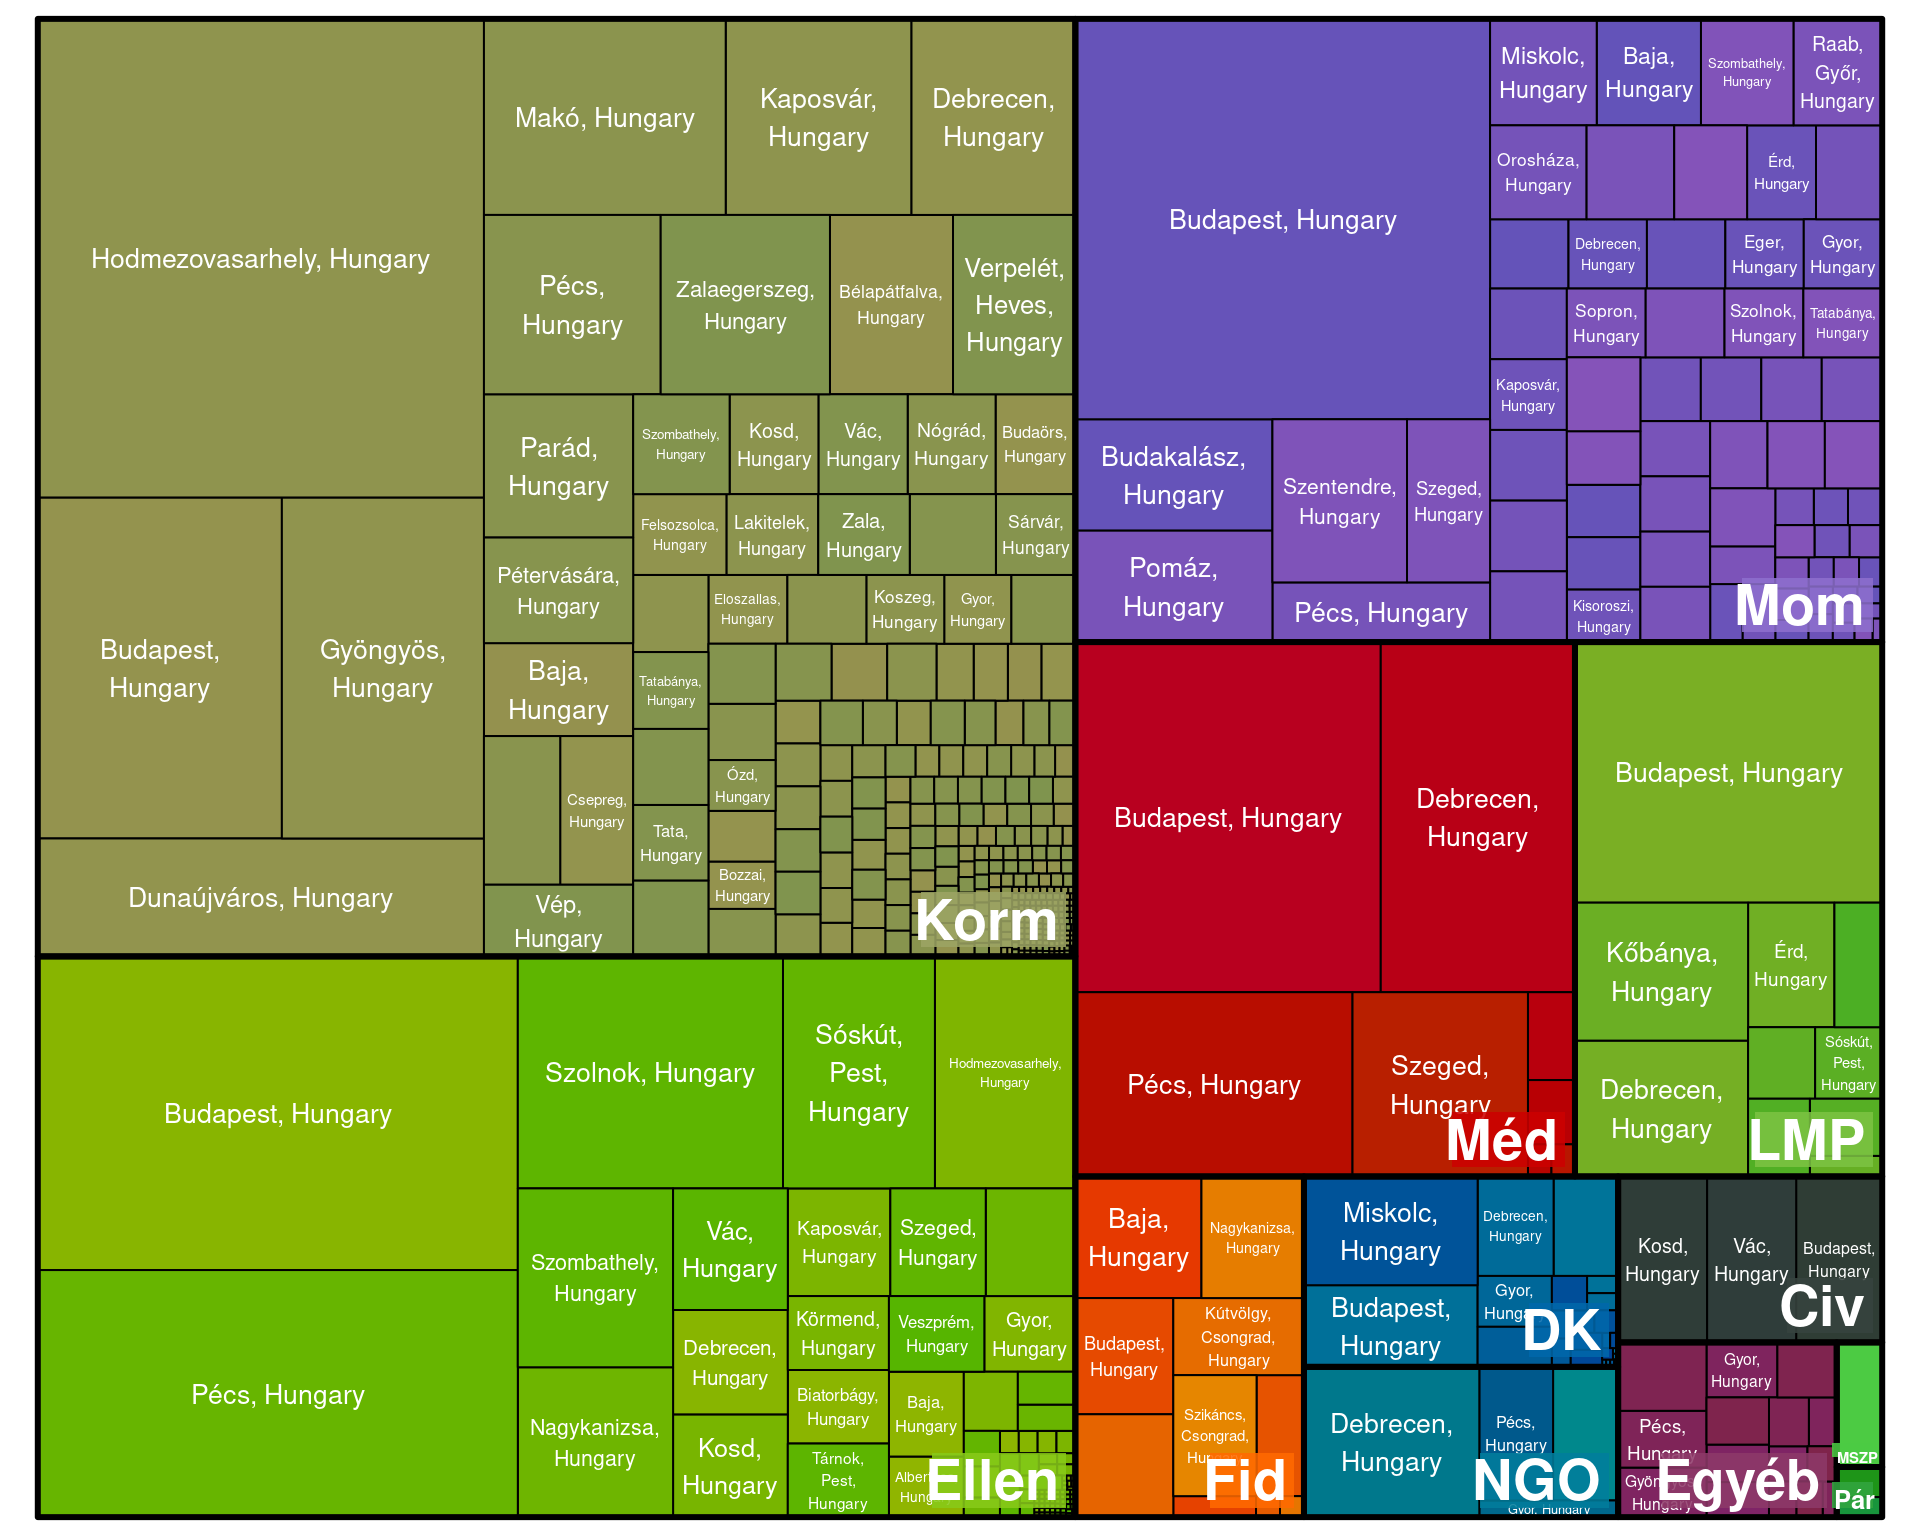 Hodmezovasarhely, Hungary
Budapest,
Hungary
Gyöngyös,
Hungary
Dunaújváros, Hungary
Makó, Hungary
Kaposvár,
Hungary
Debrecen,
Hungary
Pécs,
Hungary
Zalaegerszeg,
Hungary
Bélapátfalva,
Hungary
Verpelét,
Heves,
Hungary
Parád,
Hungary
Szombathely,
Hungary
Kosd,
Hungary
Vác,
Hungary
Nógrád,
Hungary
Budaörs,
Hungary
Felsozsolca,
Hungary
Lakitelek,
Hungary
Zala,
Hungary
Sárvár,
Hungary
Pétervására,
Hungary
Eloszallas,
Hungary
Koszeg,
Hungary
Gyor,
Hungary
Baja,
Hungary
Tatabánya,
Hungary
Csepreg,
Hungary
Ózd,
Hungary
Tata,
Hungary
Bozzai,
Hungary
Vép,
Hungary
Korm
Budapest, Hungary
Miskolc,
Hungary
Baja,
Hungary
Szombathely,
Hungary
Raab,
Győr,
Hungary
Orosháza,
Hungary
Érd,
Hungary
Debrecen,
Hungary
Eger,
Hungary
Gyor,
Hungary
Sopron,
Hungary
Szolnok,
Hungary
Tatabánya,
Hungary
Kaposvár,
Hungary
Budakalász,
Hungary
Szentendre,
Hungary
Szeged,
Hungary
Pomáz,
Hungary
Pécs, Hungary
Kisoroszi,
Hungary
Mom
Budapest, Hungary
Debrecen,
Hungary
Pécs, Hungary
Szeged,
Hungary
Méd
Budapest, Hungary
Kőbánya,
Hungary
Érd,
Hungary
Debrecen,
Hungary
Sóskút,
Pest,
Hungary
LMP
Budapest, Hungary
Pécs, Hungary
Szolnok, Hungary
Sóskút,
Pest,
Hungary
Hodmezovasarhely,
Hungary
Szombathely,
Hungary
Vác,
Hungary
Kaposvár,
Hungary
Szeged,
Hungary
Debrecen,
Hungary
Körmend,
Hungary
Veszprém,
Hungary
Gyor,
Hungary
Nagykanizsa,
Hungary
Kosd,
Hungary
Biatorbágy,
Hungary
Baja,
Hungary
Tárnok,
Pest,
Hungary
Ellen
Baja,
Hungary
Nagykanizsa,
Hungary
Budapest,
Hungary
Kútvölgy,
Csongrad,
Hungary
Szikáncs,
Csongrad,
Fid
Miskolc,
Hungary
Debrecen,
Hungary
Budapest,
Hungary
Gyor,
DK
Debrecen,
Hungary
Pécs,
Hungary
Gyor, Hungary
NGO
Kosd,
Hungary
Vác,
Hungary
Budapest,
Hungary
Civ
Gyor,
Hungary
Pécs,
Hungary
Egyéb
MSZP
Pár